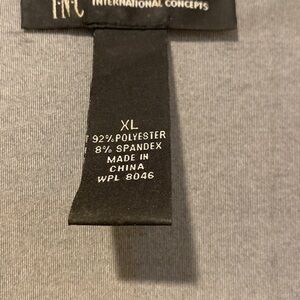 I·N·C INTERNATIONAL CONCEPTS
XL
92% POLYESTER
8% SPANDEX
MADE IN
CHINA
WPL 8046